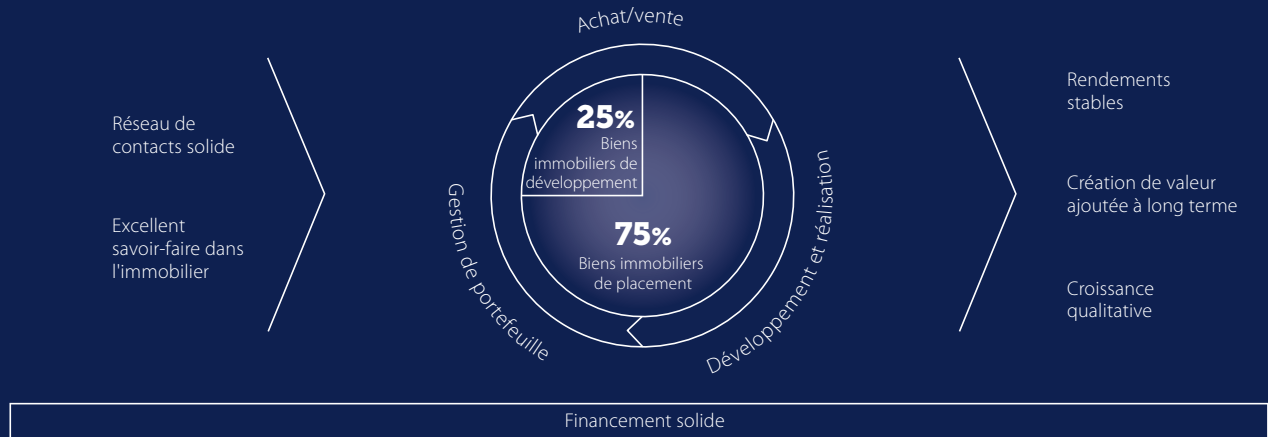 Achat/vente
Réseau de
contacts solide
Excellent
savoir-faire dans
l'immobilier
25%
Biens
immobiliers de
développement
75%
Biens immobiliers
de placement
Gestion de portefeuille
Développement et réalisation
Rendements
stables
Création de valeur
ajoutée à long terme
Croissance
qualitative
Financement solide